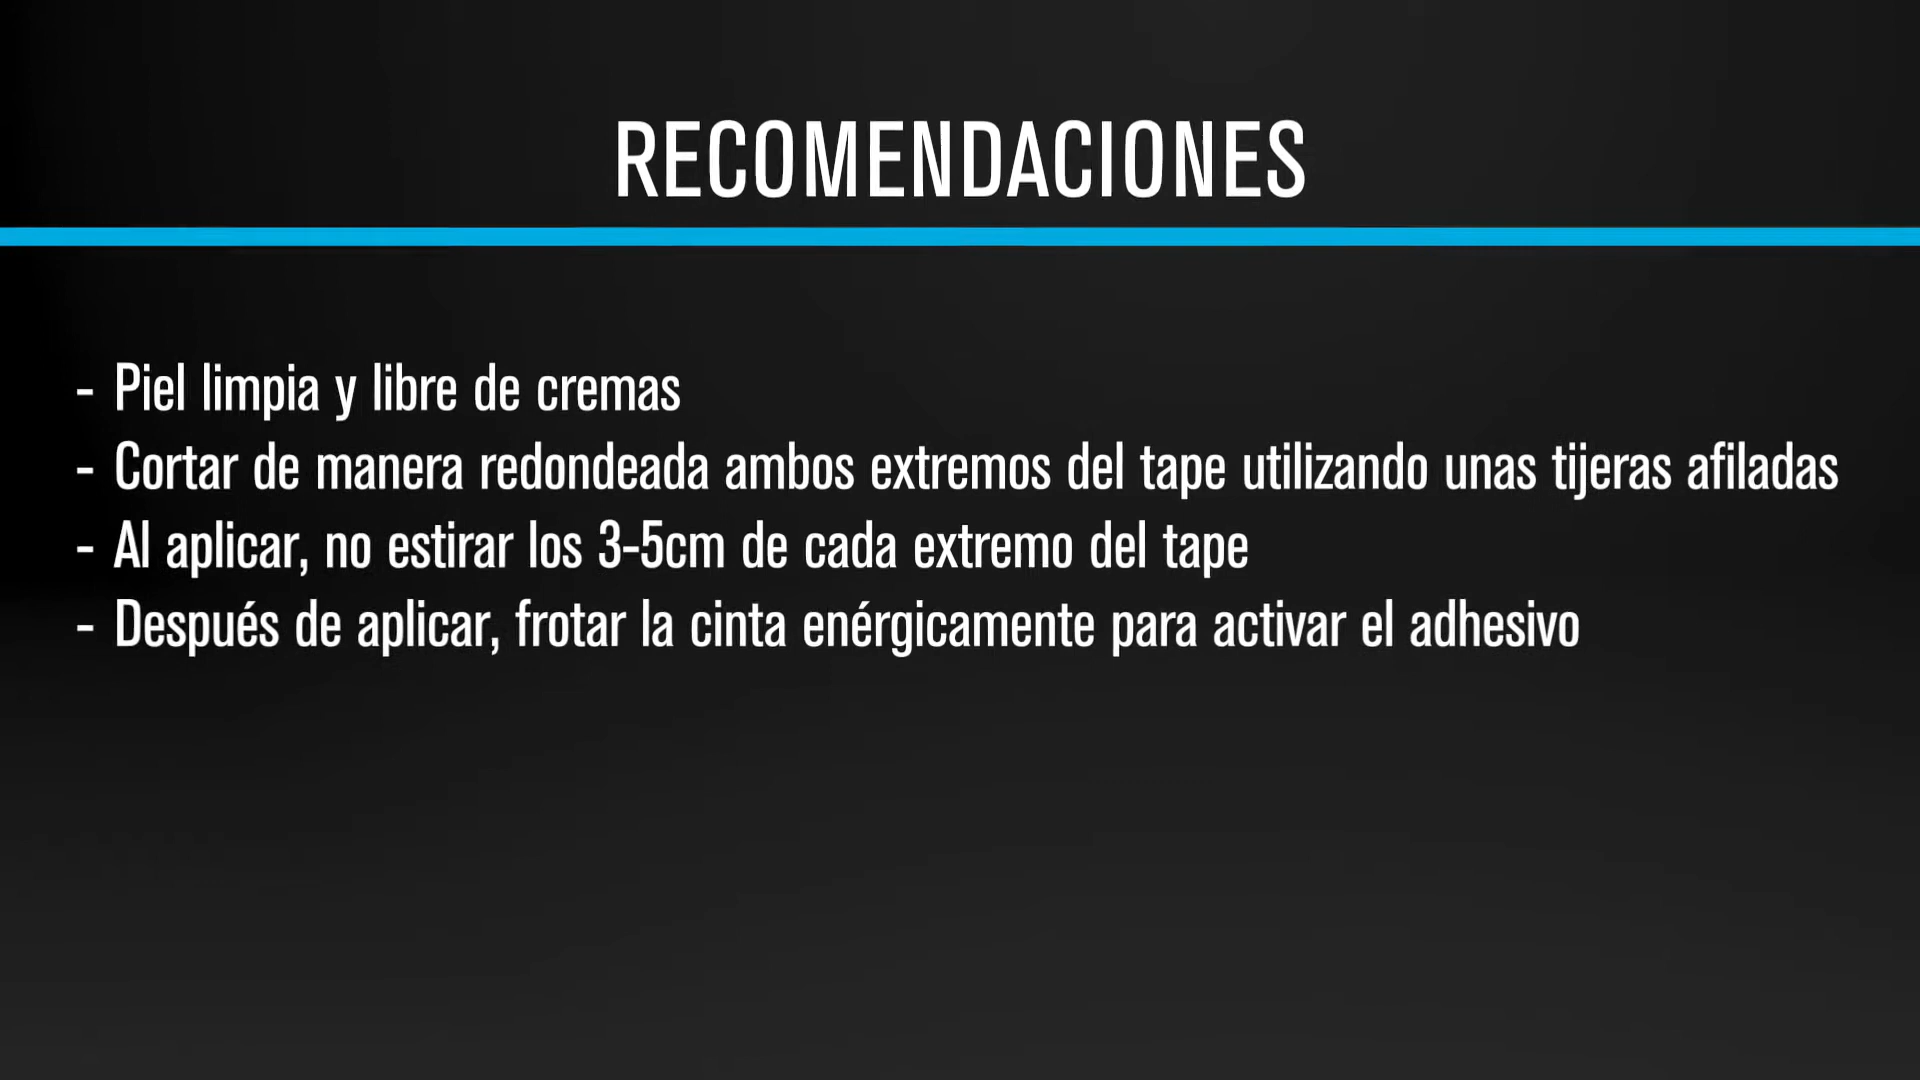 RECOMENDACIONES
- Piel limpia y libre de cremas
- Cortar de manera redondeada ambos extremos del tape utilizando unas tijeras afiladas
- Al aplicar, no estirar los 3-5cm de cada extremo del tape
- Después de aplicar, frotar la cinta enérgicamente para activar el adhesivo